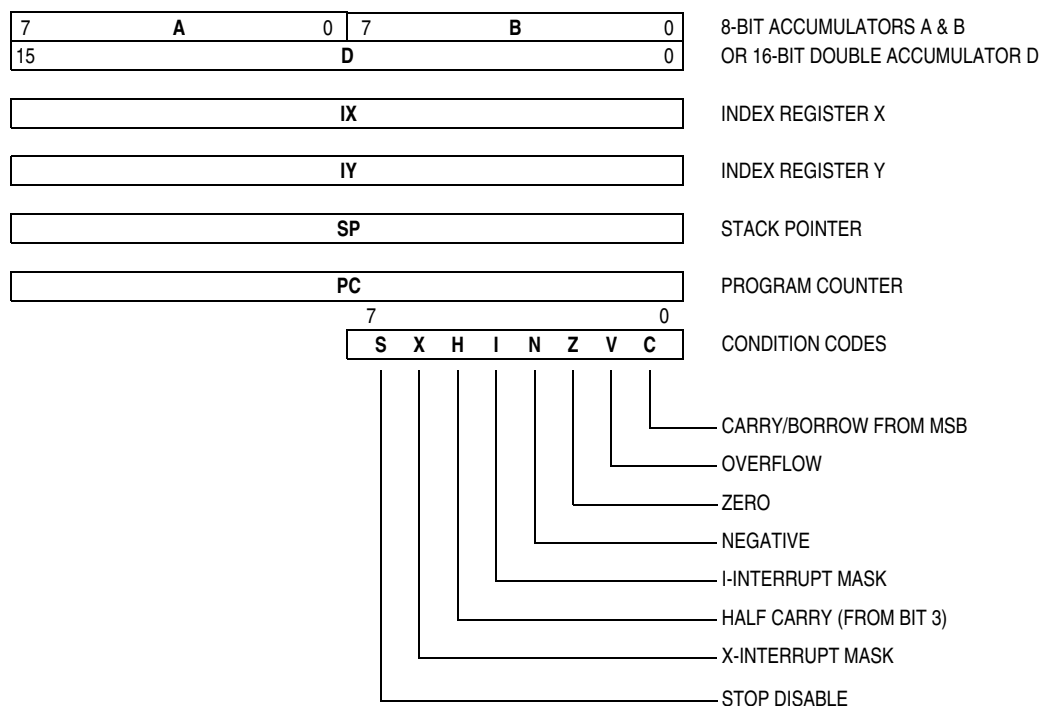 7 A 0 7 B 0 8-BIT ACCUMULATORS A & B
15 D 0 OR 16-BIT DOUBLE ACCUMULATOR D
IX INDEX REGISTER X
IY INDEX REGISTER Y
SP STACK POINTER
PC PROGRAM COUNTER
7 0
S X H I N Z V C CONDITION CODES
CARRY/BORROW FROM MSB
OVERFLOW
ZERO
NEGATIVE
I-INTERRUPT MASK
HALF CARRY (FROM BIT 3)
X-INTERRUPT MASK
STOP DISABLE